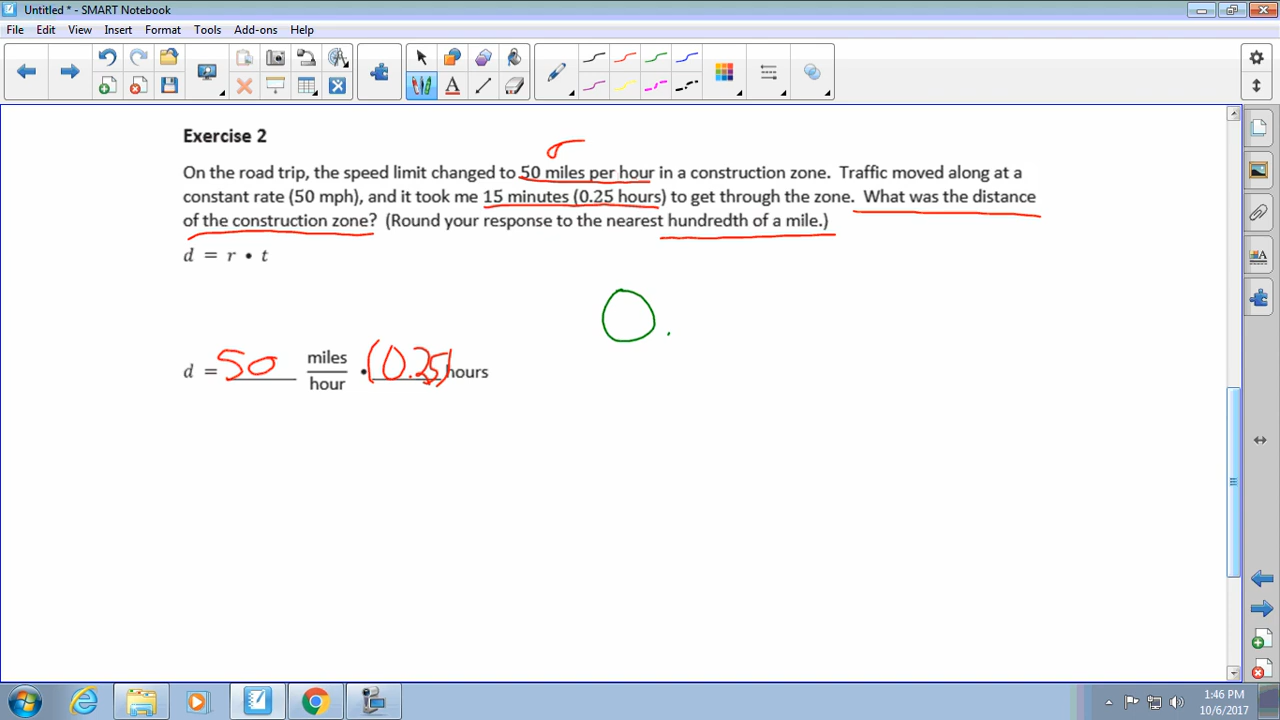 Untitled * - SMART Notebook
File Edit View Insert Format Tools Add-ons Help
Exercise 2
On the road trip, the speed limit changed to 50 miles per hour in a construction zone. Traffic moved along at a
constant rate (50 mph), and it took me 15 minutes (0.25 hours) to get through the zone. What was the distance
of the construction zone? (Round your response to the nearest hundredth of a mile.)
d = r • t
d = 50 miles/hour • (0.25) hours
1:46 PM
10/6/2017